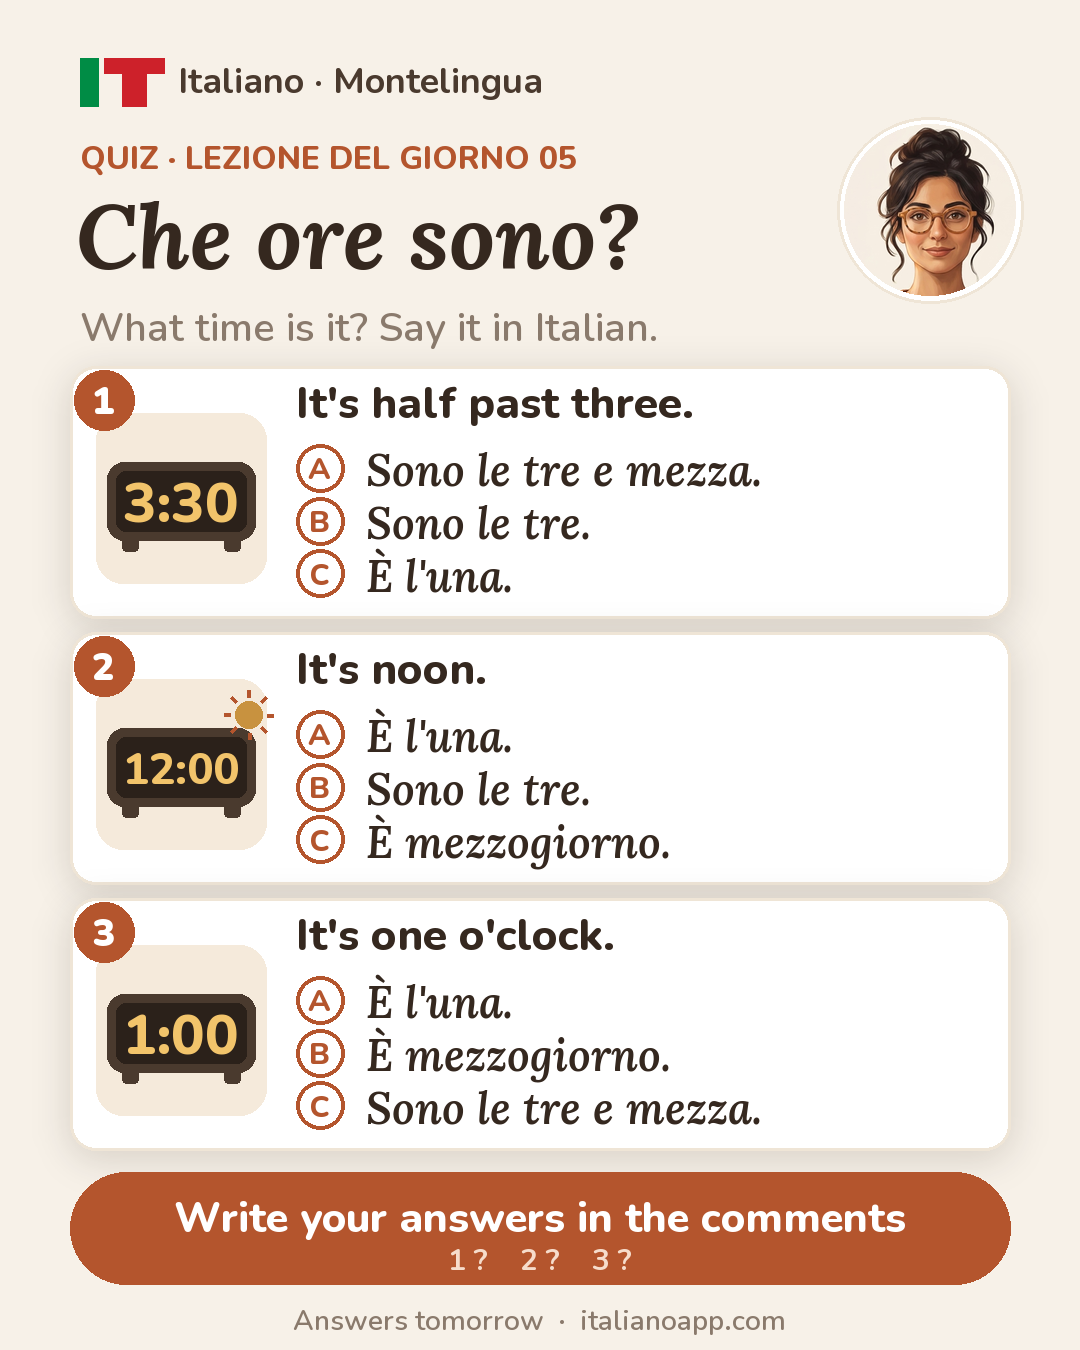 IT Italiano · Montelingua
QUIZ · LEZIONE DEL GIORNO 05
Che ore sono?
What time is it? Say it in Italian.
1
It's half past three.
3:30
A Sono le tre e mezza.
B Sono le tre.
C È l'una.
2
It's noon.
12:00
A È l'una.
B Sono le tre.
C È mezzogiorno.
3
It's one o'clock.
1:00
A È l'una.
B È mezzogiorno.
C Sono le tre e mezza.
Write your answers in the comments
1 ? 2 ? 3 ?
Answers tomorrow · italianoapp.com